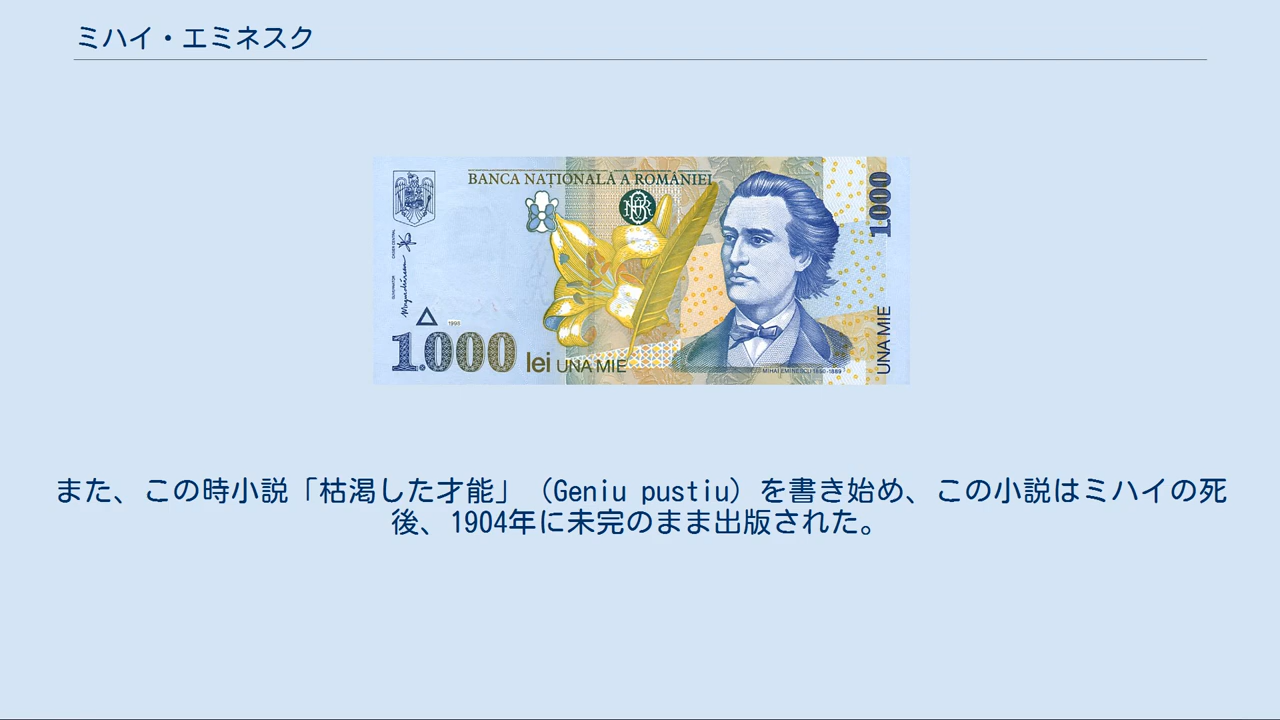 ミハイ・エミネスク
BANCA NAȚIONALĂ A ROMÂNIEI
1000
1998
1.000 lei UNA MIE
UNA MIE
MIHAI EMINESCU 1850-1889
また、この時小説「枯渇した才能」（Geniu pustiu）を書き始め、この小説はミハイの死
後、1904年に未完のまま出版された。